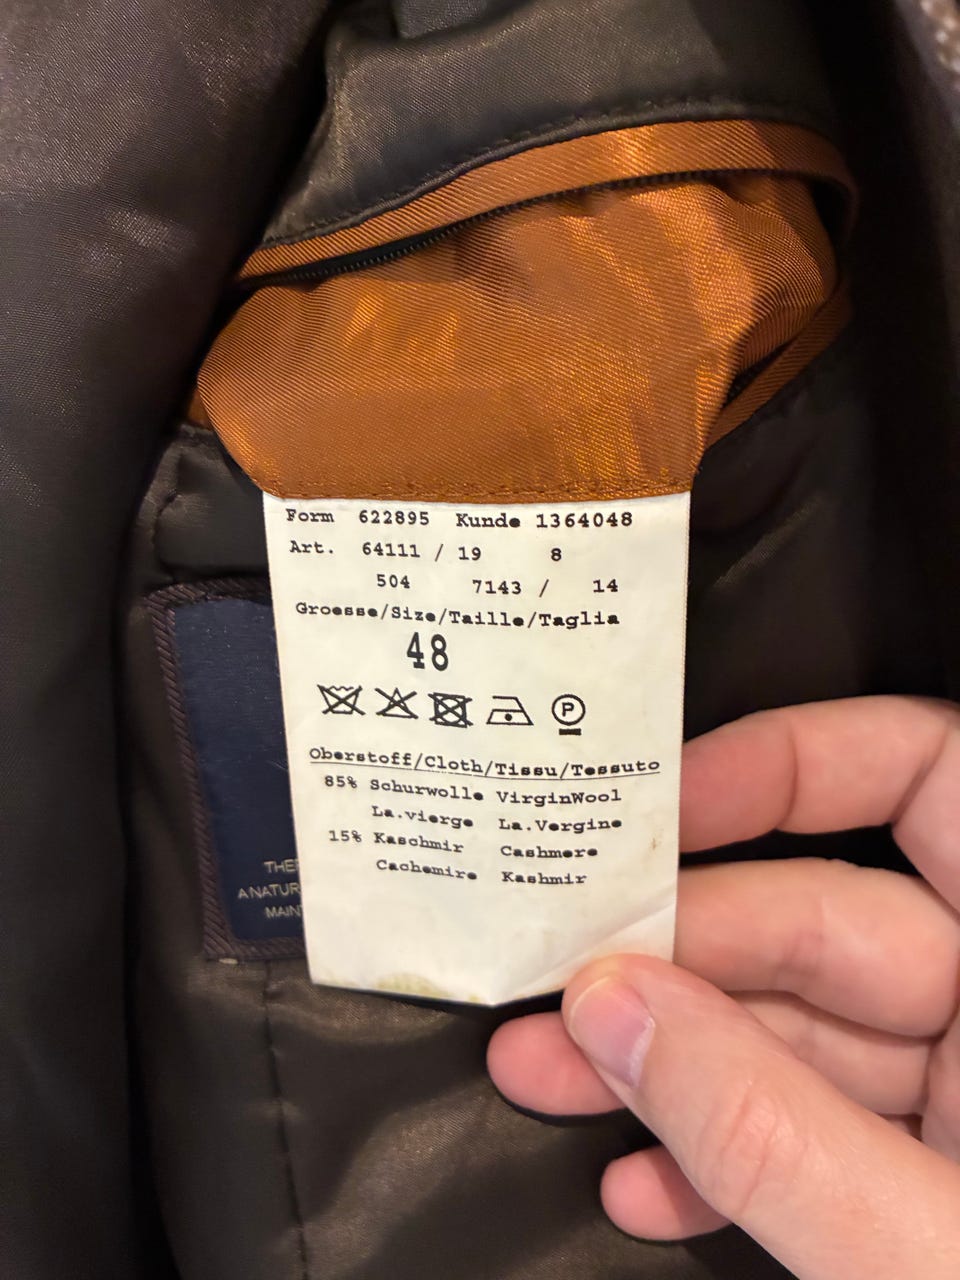 Form 622895 Kunde 1364048
Art. 64111 / 19 8
504 7143 / 14
Groesse/Size/Taille/Taglia
48
P
Oberstoff/Cloth/Tissu/Tessuto
85% Schurwolle VirginWool
La.vierge La.Vergine
15% Kaschmir Cashmere
Cachemire Kashmir
A
MAIN